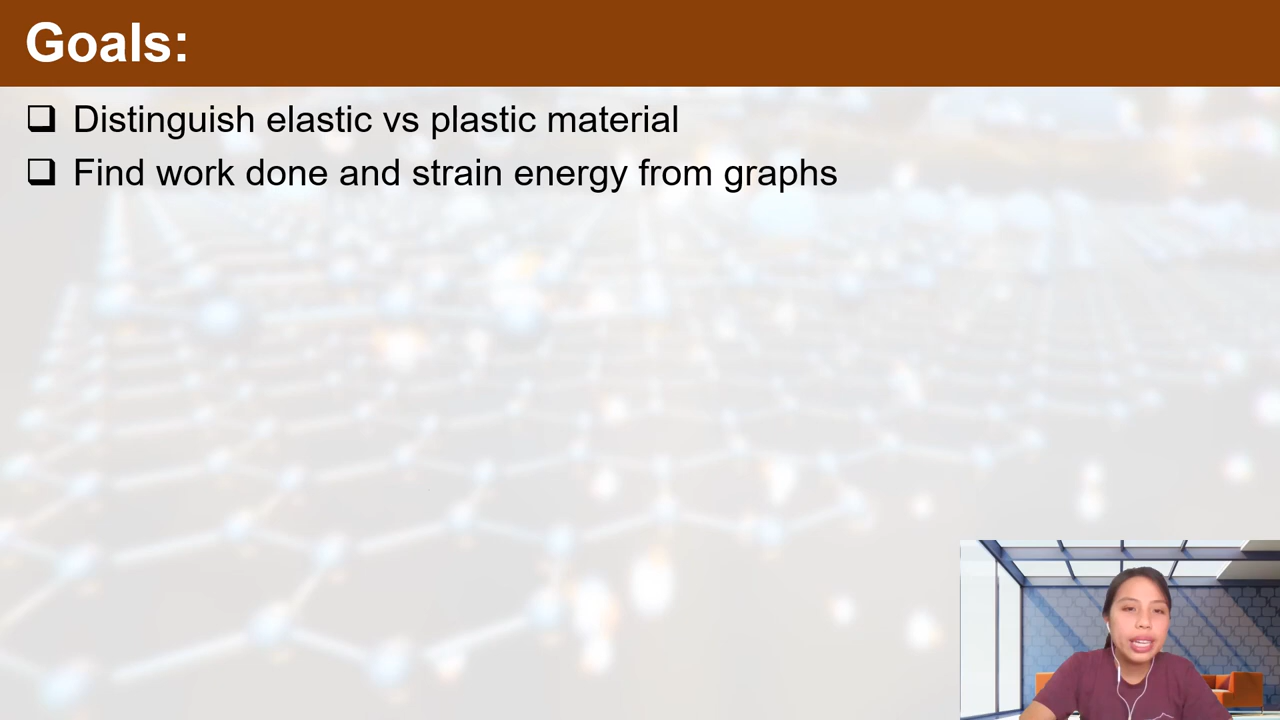 Goals:
Distinguish elastic vs plastic material
Find work done and strain energy from graphs